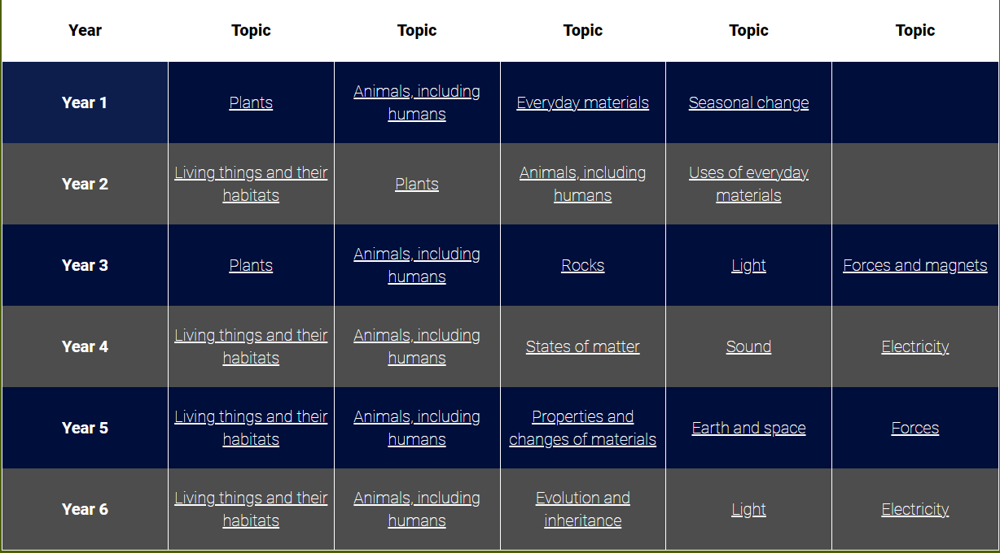 Year Topic Topic Topic Topic Topic
Year 1 Plants Animals, including humans Everyday materials Seasonal change
Year 2 Living things and their habitats Plants Animals, including humans Uses of everyday materials
Year 3 Plants Animals, including humans Rocks Light Forces and magnets
Year 4 Living things and their habitats Animals, including humans States of matter Sound Electricity
Year 5 Living things and their habitats Animals, including humans Properties and changes of materials Earth and space Forces
Year 6 Living things and their habitats Animals, including humans Evolution and inheritance Light Electricity